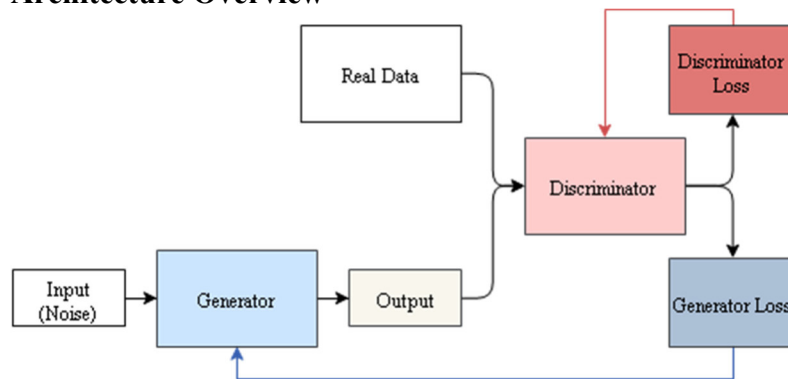 Architecture Overview
Real Data
Discriminator
Loss
Discriminator
Input
(Noise)
Generator
Output
Generator Loss